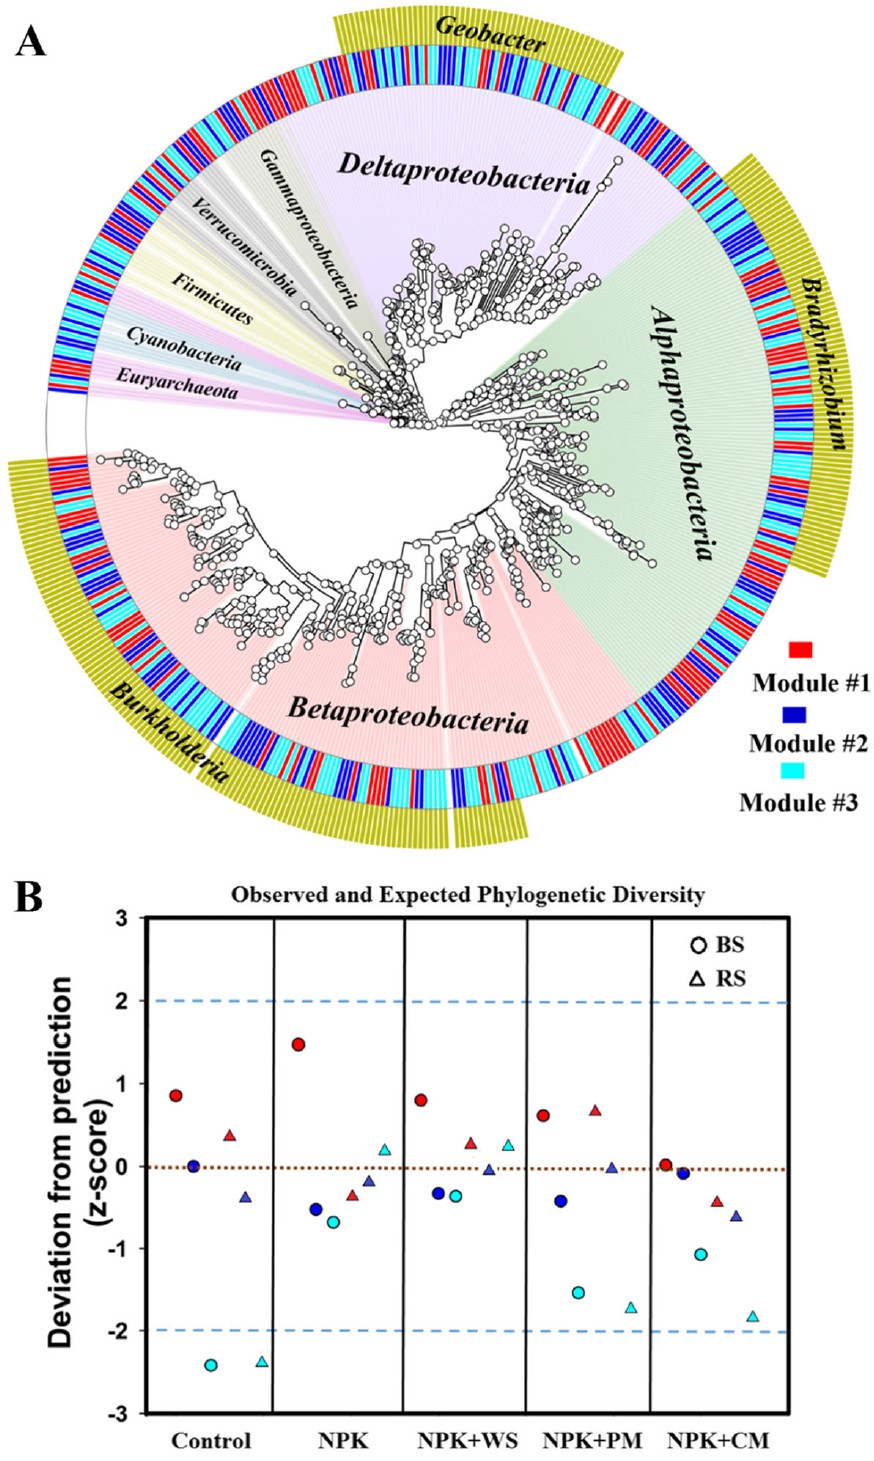 A
Geobacter
Deltaproteobacteria
Gammaproteobacteria
Verrucomicrobia
Firmicutes
Cyanobacteria
Euryarchaeota
Alphaproteobacteria
Bradyrhizobium
Betaproteobacteria
Burkholderia
Module #1
Module #2
Module #3
B
Observed and Expected Phylogenetic Diversity
Deviation from prediction
(z-score)
3
2
1
0
-1
-2
-3
BS
RS
Control
NPK
NPK+WS
NPK+PM
NPK+CM